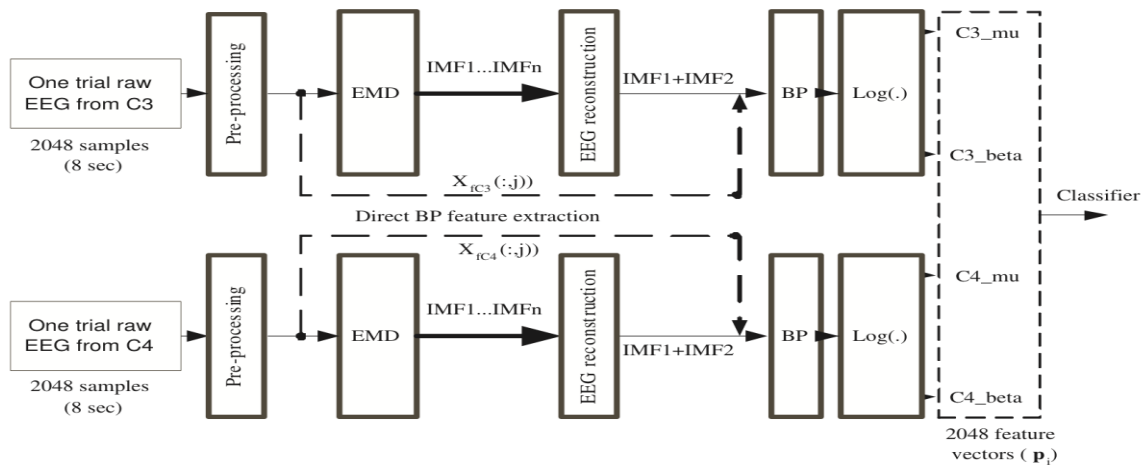 One trial raw
EEG from C3
2048 samples
(8 sec)
Pre-processing
EMD
IMF1...IMFn
EEG reconstruction
IMF1+IMF2
BP
Log(.)
C3_mu
C3_beta
X_fC3(:,j))
Direct BP feature extraction
X_fC4(:,j))
Classifier
One trial raw
EEG from C4
2048 samples
(8 sec)
Pre-processing
EMD
IMF1...IMFn
EEG reconstruction
IMF1+IMF2
BP
Log(.)
C4_mu
C4_beta
2048 feature
vectors ( p_i)